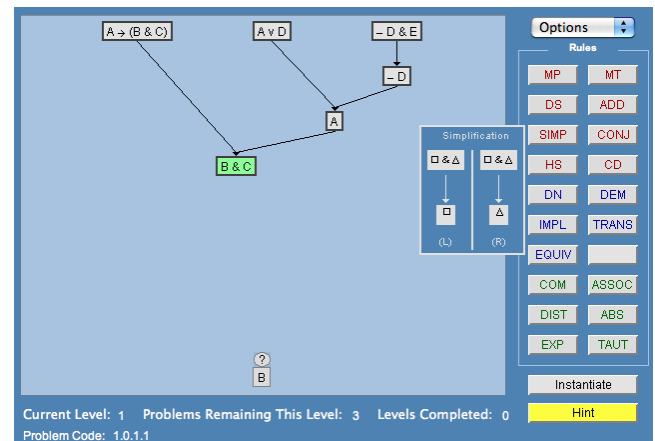 A → (B & C)
A v D
– D & E
– D
A
B & C
?
B
Simplification
□ & Δ
□ & Δ
□
Δ
(L)
(R)
Options
Rules
MP
MT
DS
ADD
SIMP
CONJ
HS
CD
DN
DEM
IMPL
TRANS
EQUIV
COM
ASSOC
DIST
ABS
EXP
TAUT
Instantiate
Hint
Current Level: 1 Problems Remaining This Level: 3 Levels Completed: 0
Problem Code: 1.0.1.1